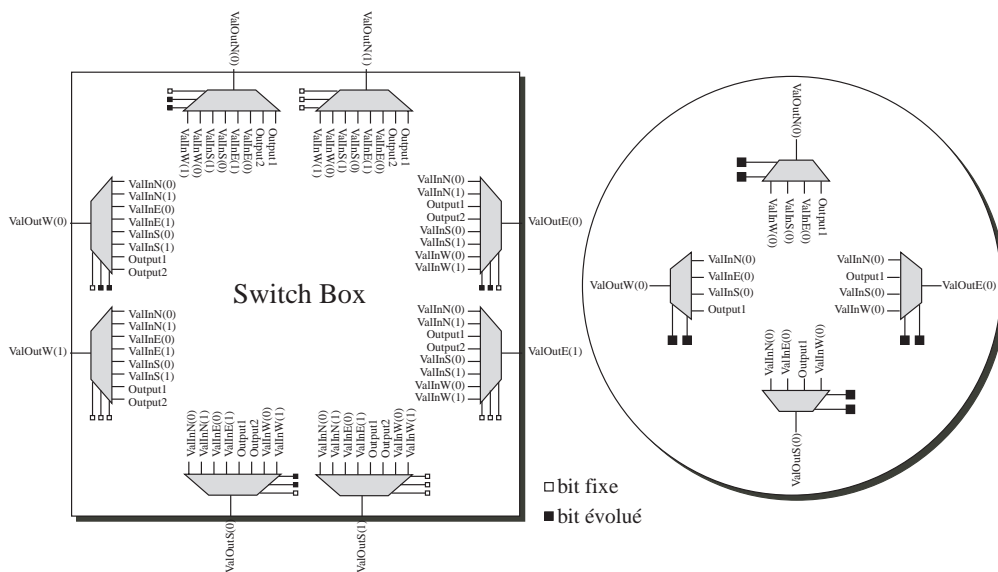 ValOutN(0)
ValOutN(1)
ValInW(1)
ValInW(0)
ValInS(1)
ValInS(0)
ValInE(1)
ValInE(0)
Output2
Output1
ValInW(1)
ValInW(0)
ValInS(1)
ValInS(0)
ValInE(1)
ValInE(0)
Output2
Output1
ValOutW(0)
ValInN(0)
ValInN(1)
ValInE(0)
ValInE(1)
ValInS(0)
ValInS(1)
Output1
Output2
ValInN(0)
ValInN(1)
Output1
Output2
ValInS(0)
ValInS(1)
ValInW(0)
ValInW(1)
ValOutE(0)
Switch Box
ValOutW(1)
ValInN(0)
ValInN(1)
ValInE(0)
ValInE(1)
ValInS(0)
ValInS(1)
Output1
Output2
ValInN(0)
ValInN(1)
Output1
Output2
ValInS(0)
ValInS(1)
ValInW(0)
ValInW(1)
ValOutE(1)
ValInN(0)
ValInN(1)
ValInE(0)
ValInE(1)
Output1
Output2
ValInW(0)
ValInW(1)
ValInN(0)
ValInN(1)
ValInE(0)
ValInE(1)
Output1
Output2
ValInW(0)
ValInW(1)
ValOutS(0)
ValOutS(1)
ValOutN(0)
ValInW(0)
ValInS(0)
ValInE(0)
Output1
ValOutW(0)
ValInN(0)
ValInE(0)
ValInS(0)
Output1
ValInN(0)
Output1
ValInS(0)
ValInW(0)
ValOutE(0)
ValInN(0)
ValInE(0)
Output1
ValInW(0)
ValOutS(0)
bit fixe
bit évolué